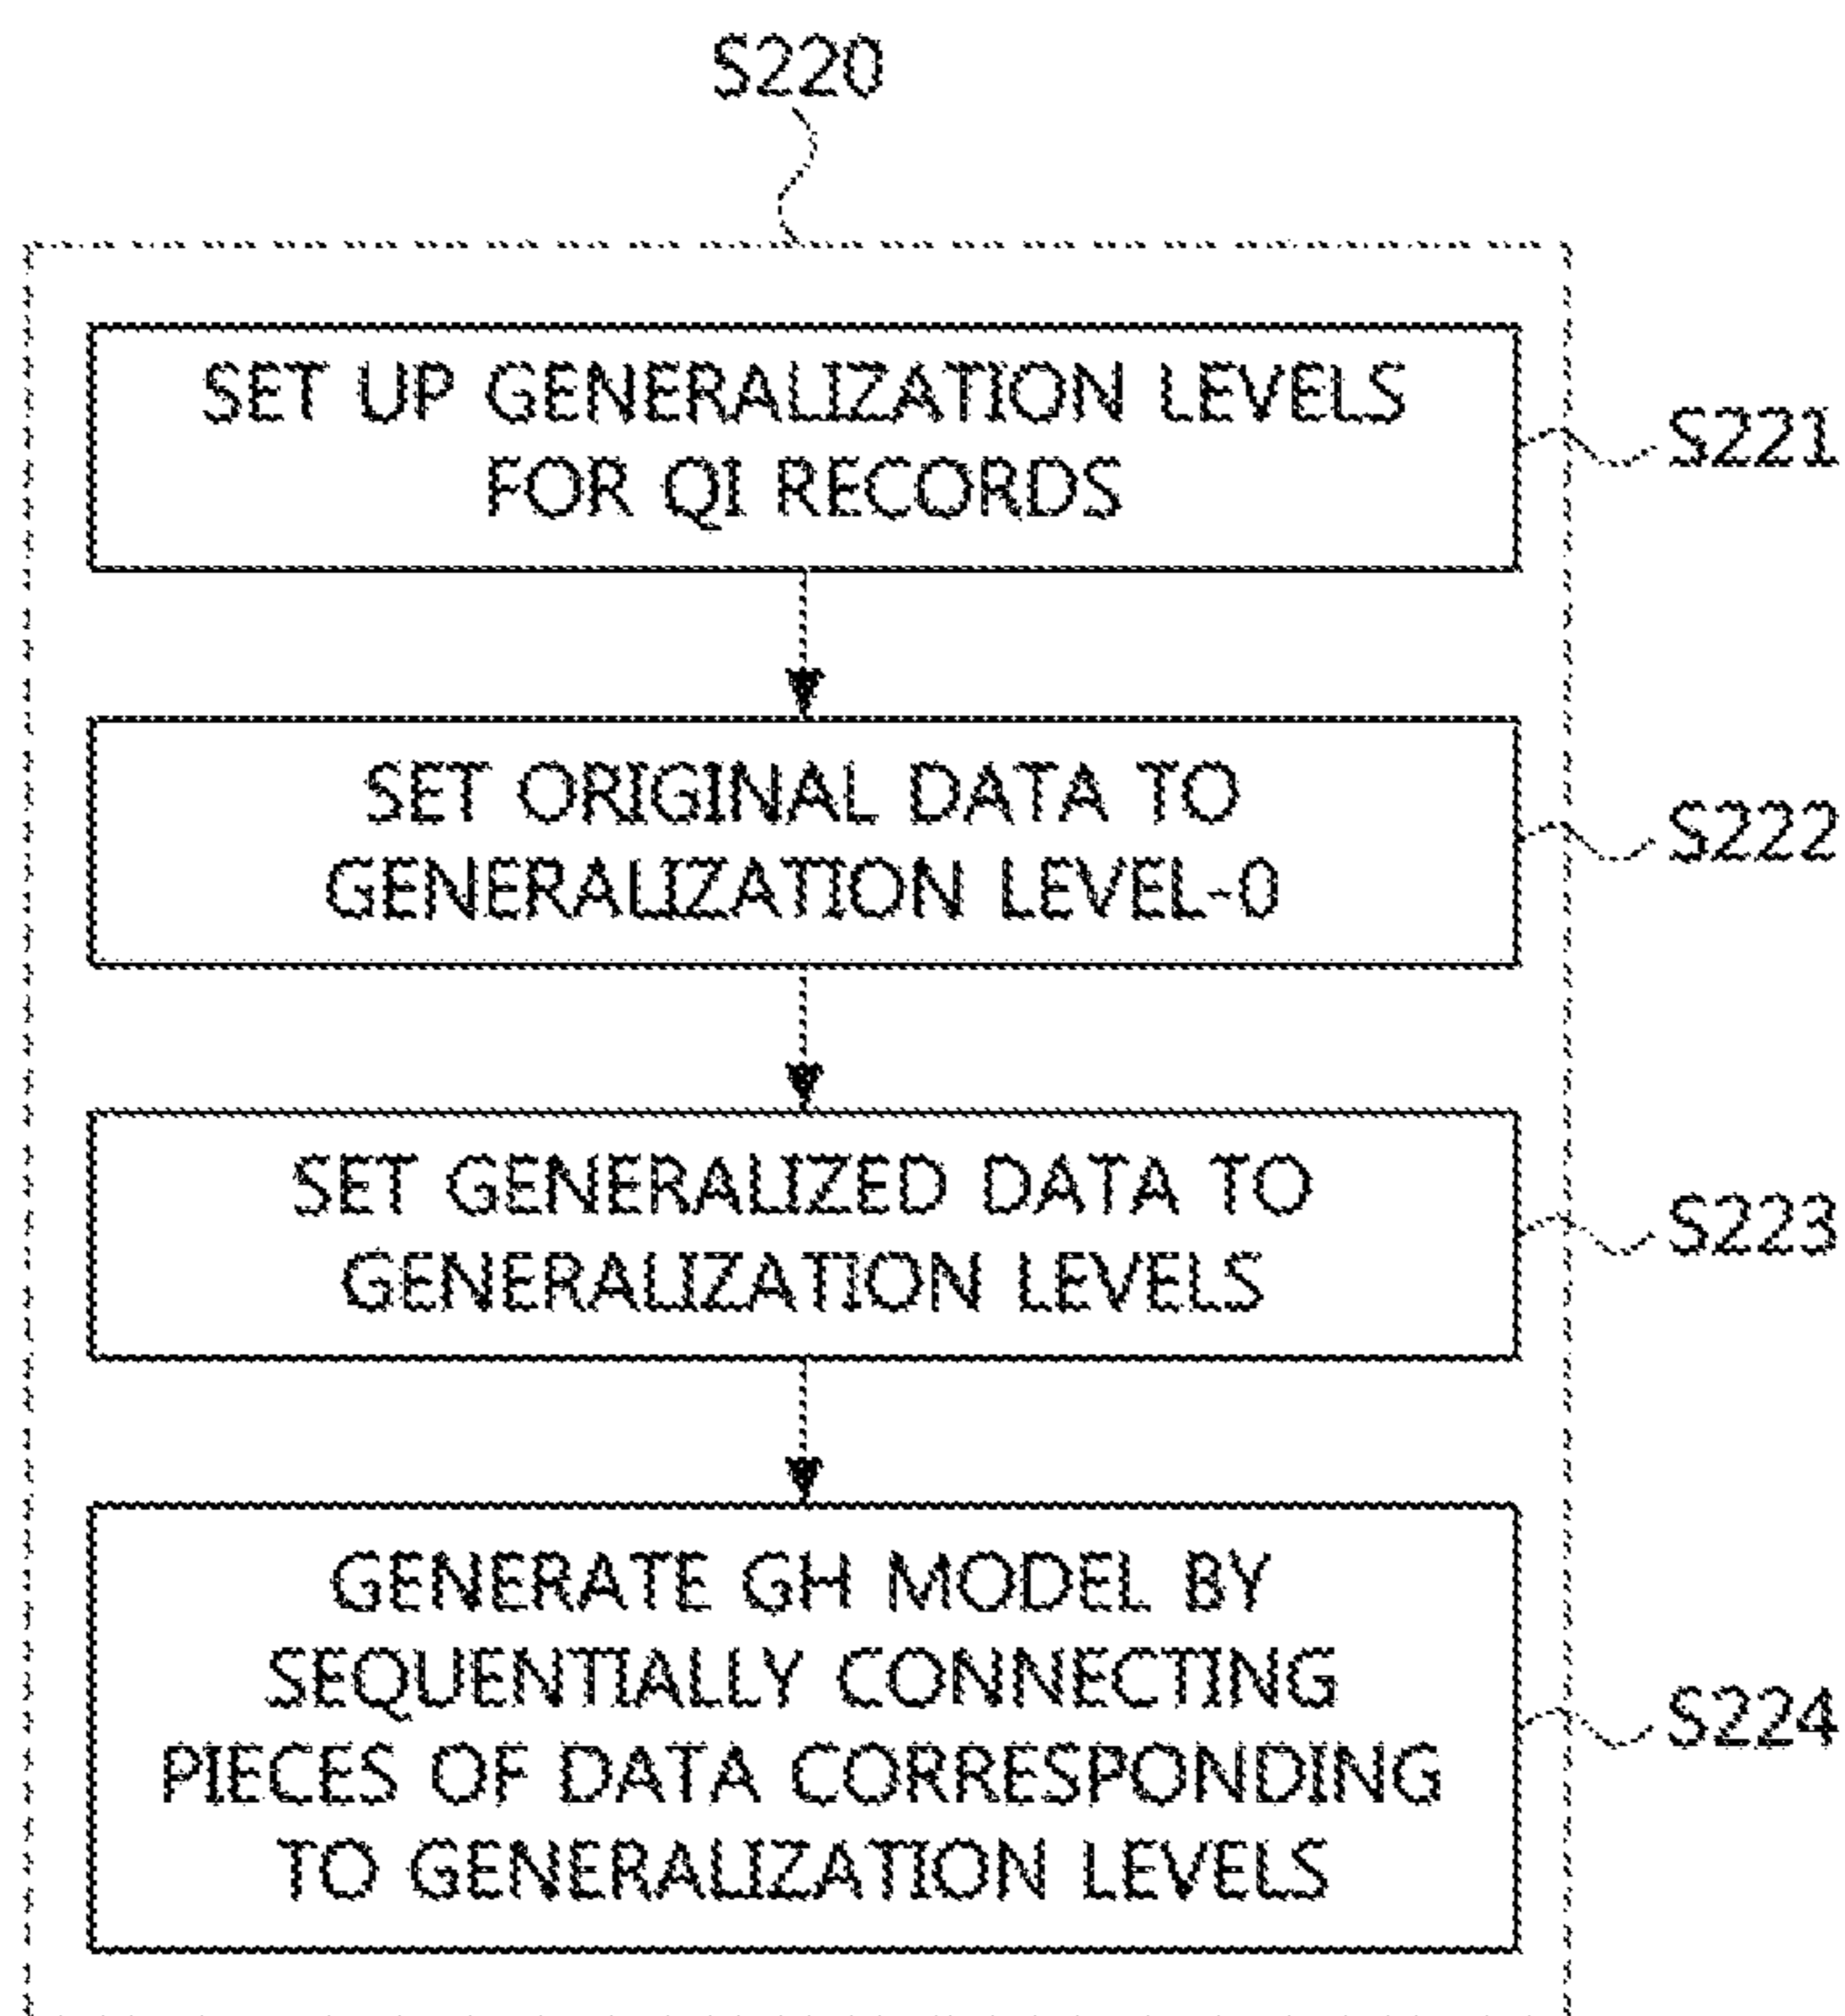 S220
SET UP GENERALIZATION LEVELS
FOR QI RECORDS
S221
SET ORIGINAL DATA TO
GENERALIZATION LEVEL-0
S222
SET GENERALIZED DATA TO
GENERALIZATION LEVELS
S223
GENERATE GH MODEL BY
SEQUENTIALLY CONNECTING
PIECES OF DATA CORRESPONDING
TO GENERALIZATION LEVELS
S224